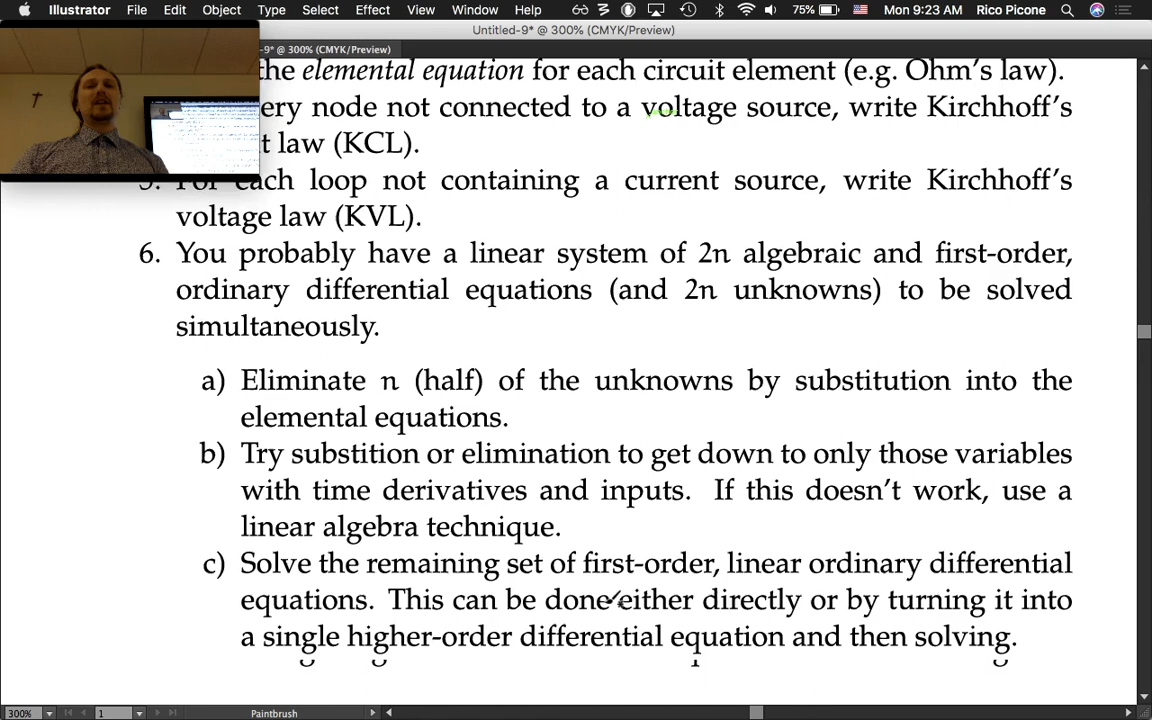 Illustrator File Edit Object Type Select Effect View Window Help 75% Mon 9:23 AM Rico Picone
Untitled-9* @ 300% (CMYK/Preview)
-9* @ 300% (CMYK/Preview)
the elemental equation for each circuit element (e.g. Ohm's law).
ery node not connected to a voltage source, write Kirchhoff's
t law (KCL).
5. For each loop not containing a current source, write Kirchhoff's
voltage law (KVL).
6. You probably have a linear system of 2n algebraic and first-order,
ordinary differential equations (and 2n unknowns) to be solved
simultaneously.
a) Eliminate n (half) of the unknowns by substitution into the
elemental equations.
b) Try substition or elimination to get down to only those variables
with time derivatives and inputs. If this doesn't work, use a
linear algebra technique.
c) Solve the remaining set of first-order, linear ordinary differential
equations. This can be done either directly or by turning it into
a single higher-order differential equation and then solving.
300% 1 Paintbrush